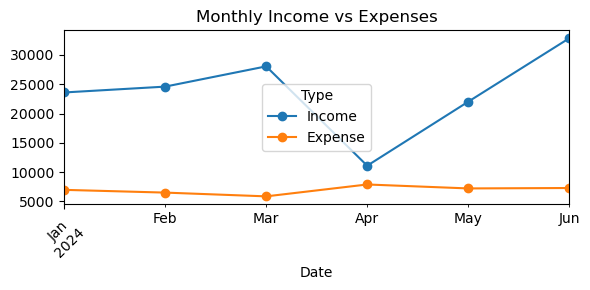 Monthly Income vs Expenses
30000
25000
20000
15000
10000
5000
Type
Income
Expense
Jan
2024
Feb
Mar
Apr
May
Jun
Date